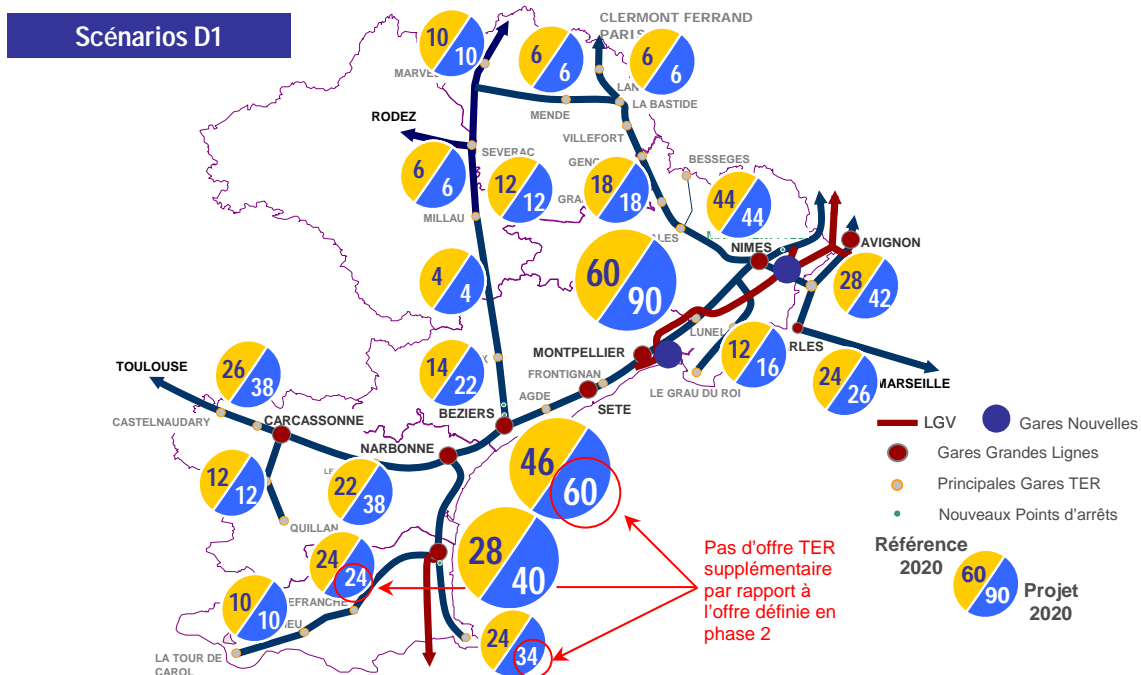 Scénarios D1
CLERMONT FERRAND
PARIS
10
10
6
6
6
6
LA BASTIDE
MENDE
RODEZ
VILLEFORT
SEVERAC
BESSEGES
6
6
12
12
18
18
44
44
MILLAU
NIMES
AVIGNON
60
90
28
42
4
4
LUNEL
MONTPELLIER
12
16
MARSEILLE
24
26
TOULOUSE
26
38
14
22
FRONTIGNAN
LE GRAU DU ROI
AGDE
SETE
CASTELNAUDARY
CARCASSONNE
BEZIERS
NARBONNE
LGV
Gares Nouvelles
Gares Grandes Lignes
Principales Gares TER
Nouveaux Points d'arrêts
46
60
12
12
22
38
QUILLAN
Référence
2020
60
90
Projet
2020
28
40
Pas d'offre TER
supplémentaire
par rapport à
l'offre définie en
phase 2
24
24
10
10
24
34
LA TOUR DE
CAROL